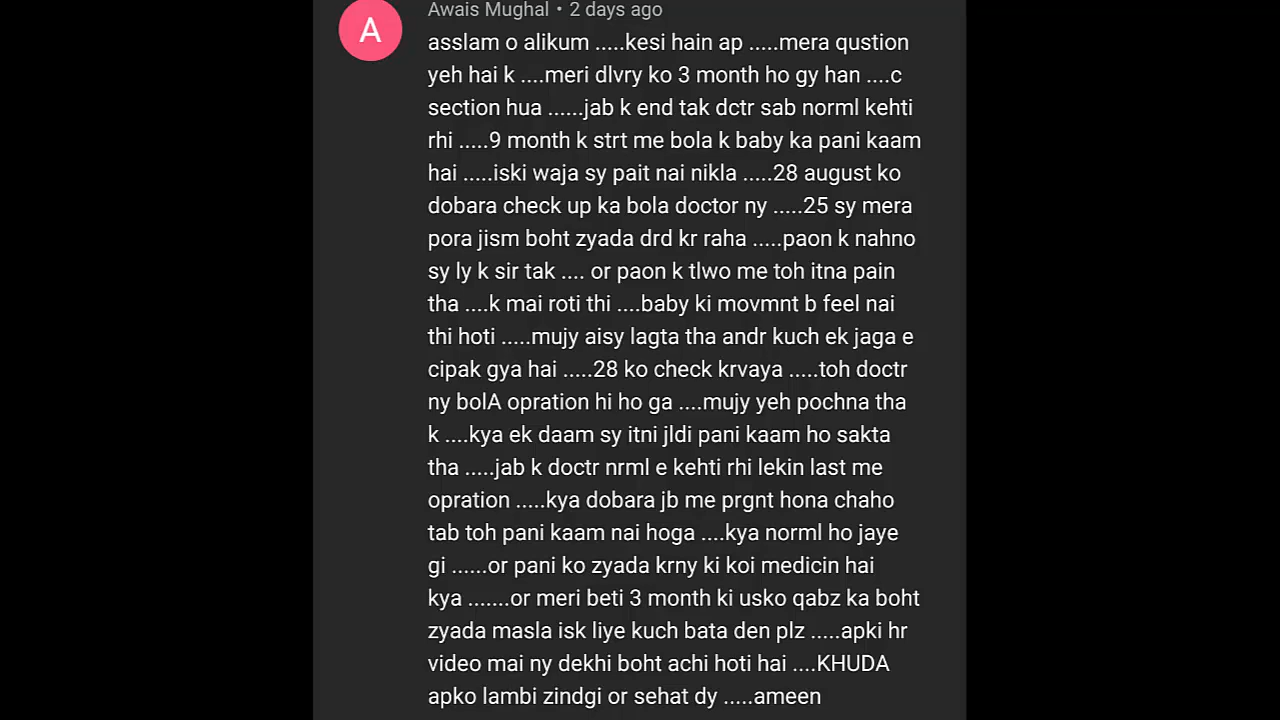 A
Awais Mughal • 2 days ago
asslam o alikum .....kesi hain ap .....mera qustion
yeh hai k ....meri dlvry ko 3 month ho gy han ....c
section hua ......jab k end tak dctr sab norml kehti
rhi .....9 month k strt me bola k baby ka pani kaam
hai .....iski waja sy pait nai nikla .....28 august ko
dobara check up ka bola doctor ny .....25 sy mera
pora jism boht zyada drd kr raha .....paon k nahno
sy ly k sir tak .... or paon k tlwo me toh itna pain
tha ....k mai roti thi ....baby ki movmnt b feel nai
thi hoti .....mujy aisy lagta tha andr kuch ek jaga e
cipak gya hai .....28 ko check krvaya .....toh doctr
ny bolA opration hi ho ga ....mujy yeh pochna tha
k ....kya ek daam sy itni jldi pani kaam ho sakta
tha .....jab k doctr nrml e kehti rhi lekin last me
opration .....kya dobara jb me prgnt hona chaho
tab toh pani kaam nai hoga ....kya norml ho jaye
gi ......or pani ko zyada krny ki koi medicin hai
kya .......or meri beti 3 month ki usko qabz ka boht
zyada masla isk liye kuch bata den plz .....apki hr
video mai ny dekhi boht achi hoti hai ....KHUDA
apko lambi zindgi or sehat dy .....ameen